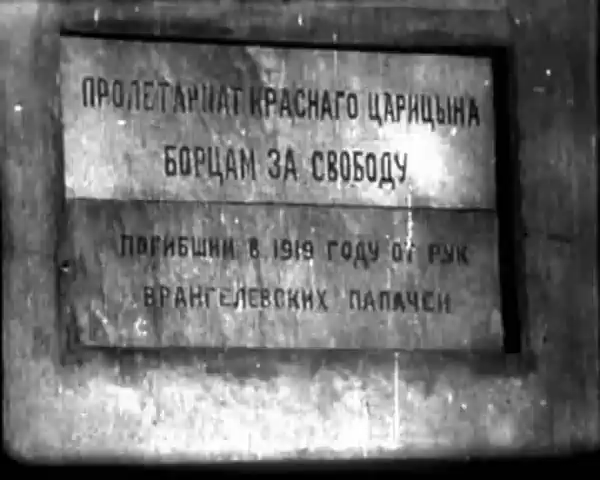 ПРОЛЕТАРИАТ КРАСНАГО ЦАРИЦЫНА
БОРЦАМ ЗА СВОБОДУ
ПОГИБШИМ В 1919 ГОДУ ОТ РУК
ВРАНГЕЛЕВСКИХ ПАЛАЧЕЙ